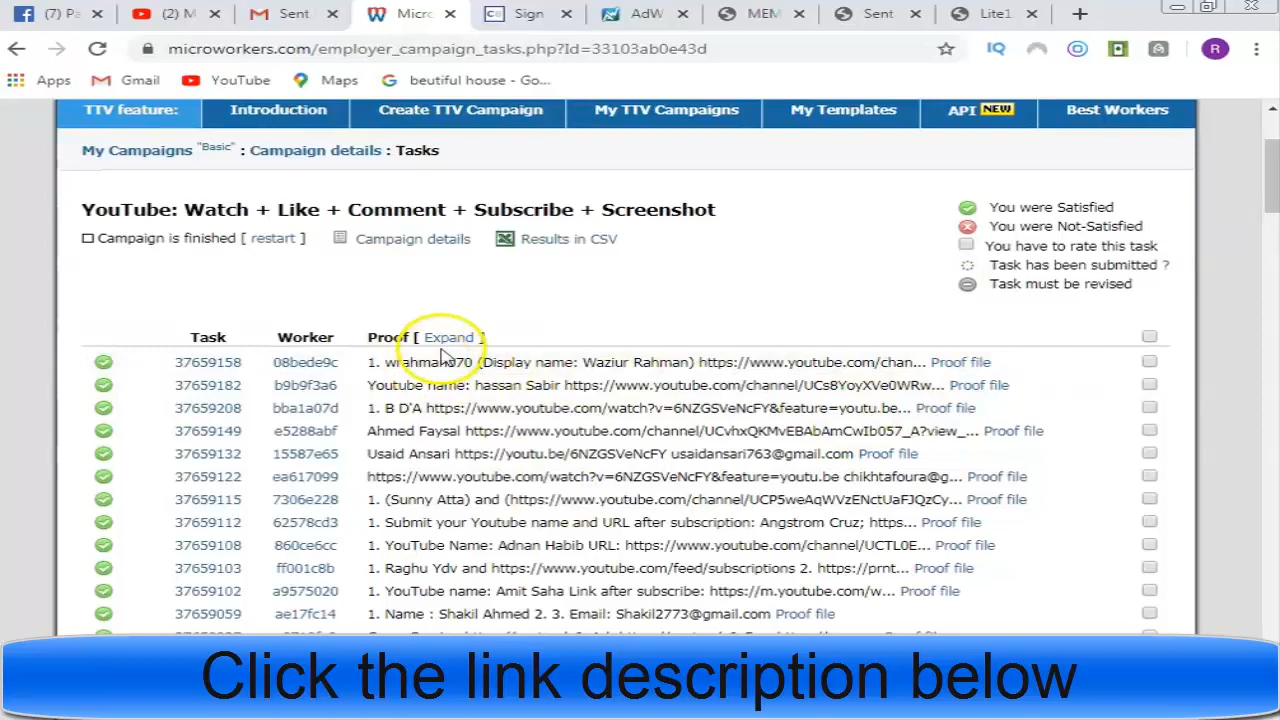 (7) Pa
(2) M
Sent
Micro
Sign
AdW
MEM
Sent
Lite1
microworkers.com/employer_campaign_tasks.php?Id=33103ab0e43d
IQ
R
Apps Gmail YouTube Maps beutiful house - Go...
TTV feature: Introduction Create TTV Campaign My TTV Campaigns My Templates API NEW Best Workers
My Campaigns "Basic" : Campaign details : Tasks
YouTube: Watch + Like + Comment + Subscribe + Screenshot
Campaign is finished [ restart ] Campaign details Results in CSV
You were Satisfied
You were Not-Satisfied
You have to rate this task
Task has been submitted ?
Task must be revised
Task Worker Proof [ Expand ]
37659158 08bede9c 1. (Display name: Waziur Rahman) https://www.youtube.com/chan... Proof file
37659182 b9b9f3a6 Youtube name: hassan Sabir https://www.youtube.com/channel/UCs8YoyXVe0WRw... Proof file
37659208 bba1a07d 1. B D'A https://www.youtube.com/watch?v=6NZGSVeNcFY&feature=youtu.be... Proof file
37659149 e5288abf Ahmed Faysal https://www.youtube.com/channel/UCvhxQKMvEBAbAmCwIb057_A?view_... Proof file
37659132 15587e65 Usaid Ansari https://youtu.be/6NZGSVeNcFY usaidansari763@gmail.com Proof file
37659122 ea617099 https://www.youtube.com/watch?v=6NZGSVeNcFY&feature=youtu.be chikhtafoura@g... Proof file
37659115 7306e228 1. (Sunny Atta) and (https://www.youtube.com/channel/UCP5weAqWVzENctUaFJQzCy... Proof file
37659112 62578cd3 1. Submit your Youtube name and URL after subscription: Angstrom Cruz; https... Proof file
37659108 860ce6cc 1. YouTube Name: Adnan Habib URL: https://www.youtube.com/channel/UCTL0E... Proof file
37659103 ff001c8b 1. Raghu Ydv and https://www.youtube.com/feed/subscriptions 2. https://prnt... Proof file
37659102 a9575020 1. YouTube name: Amit Saha Link after subscribe: https://m.youtube.com/w... Proof file
37659059 ae17fc14 1. Name : Shakil Ahmed 2. 3. Email: Shakil2773@gmail.com Proof file
Click the link description below